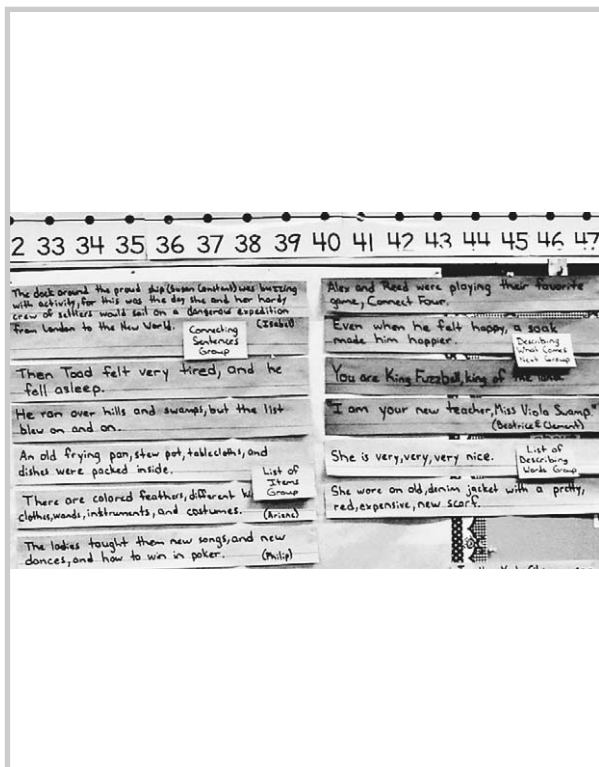 2 33 34 35 36 37 38 39 40 41 42 43 44 45 46 47
The dock around the proud ship (Susan Constant) was buzzing
with activity, for this was the day she and her hardy
crew of settlers would sail on a dangerous expedition
from London to the New World. (Isabel)
Connecting
Sentences
Group
Then Toad felt very tired, and he
fell asleep.
He ran over hills and swamps, but the list
blew on and on.
An old frying pan, stew pot, tablecloths, and
dishes were packed inside.
List of
Items
Group
There are colored feathers, different
clothes, wands, instruments, and costumes. (Ariane)
The ladies taught them new songs, and new
dances, and how to win in poker. (Philip)
Alex and Reed were playing their favorite
game, Connect Four.
Even when he felt happy, a soak
made him happier.
Describing
What Comes
Next Group
You are King Fuzzball, king of the
"I am your new teacher, Miss Viola Swamp."
(Beatrice & Clement)
She is very, very, very nice.
List of
Describing
Words Group
She wore an old, denim jacket with a pretty,
red, expensive, new scarf.